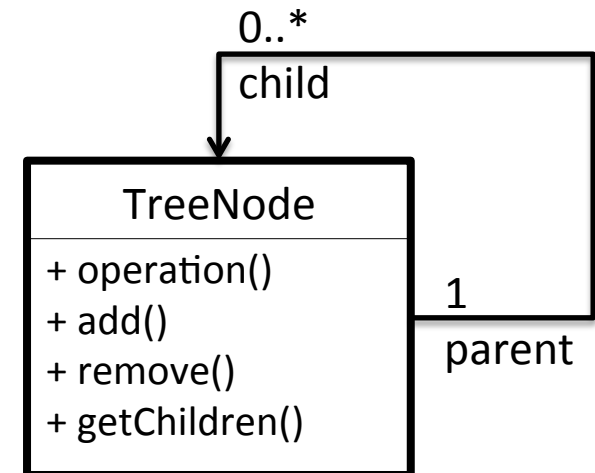 0..*
child
TreeNode
+ operation()
+ add()
+ remove()
+ getChildren()
1
parent